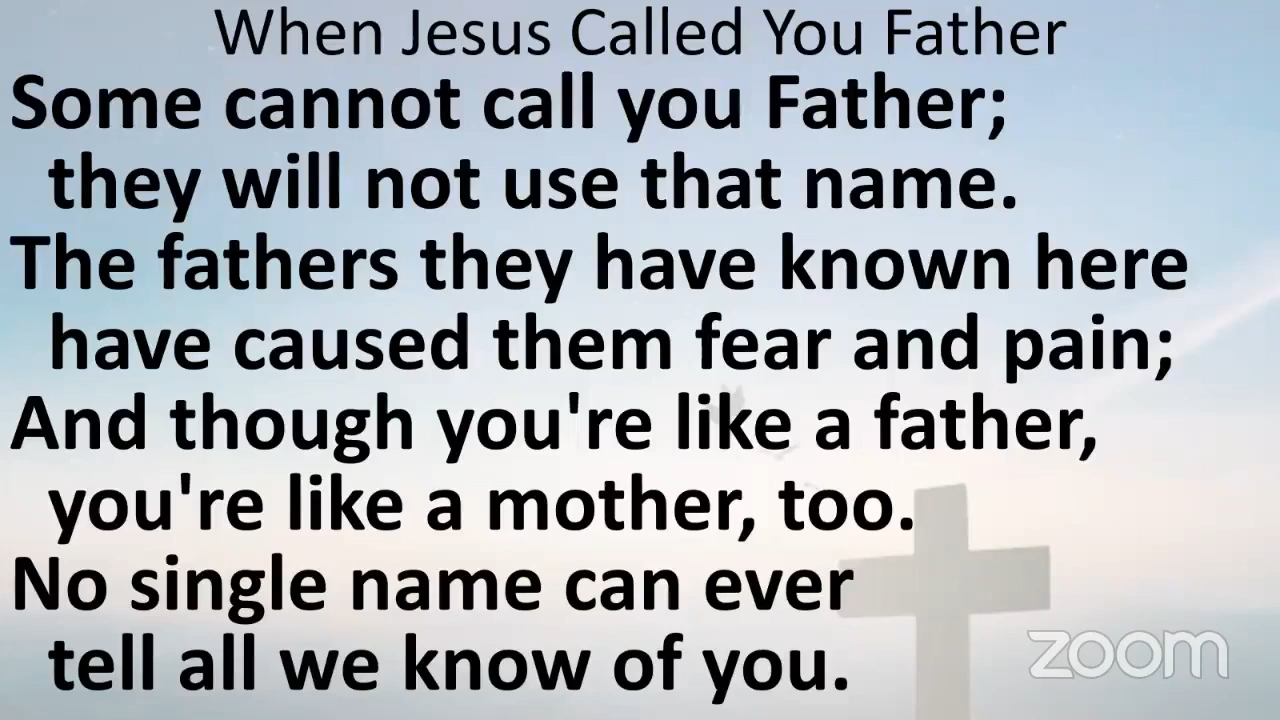 When Jesus Called You Father
Some cannot call you Father;
they will not use that name.
The fathers they have known here
have caused them fear and pain;
And though you're like a father,
you're like a mother, too.
No single name can ever
tell all we know of you.
zoom